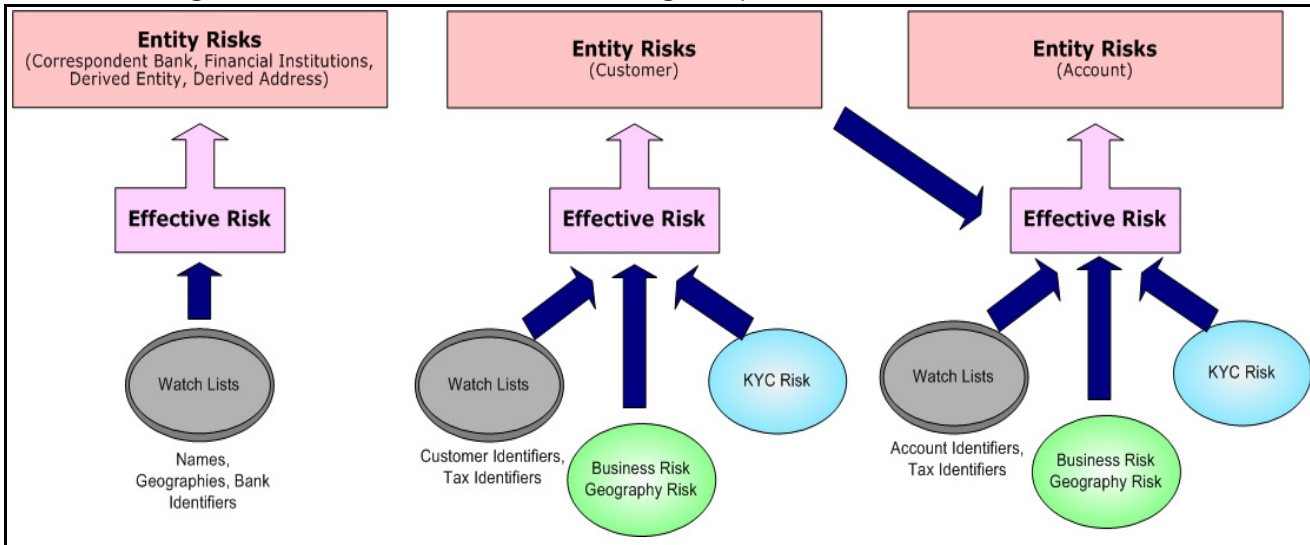 Entity Risks
(Correspondent Bank, Financial Institutions,
Derived Entity, Derived Address)
Entity Risks
(Customer)
Entity Risks
(Account)
Effective Risk
Effective Risk
Effective Risk
Watch Lists
Names,
Geographies, Bank
Identifiers
Watch Lists
Customer Identifiers,
Tax Identifiers
Business Risk
Geography Risk
KYC Risk
Watch Lists
Account Identifiers,
Tax Identifiers
Business Risk
Geography Risk
KYC Risk